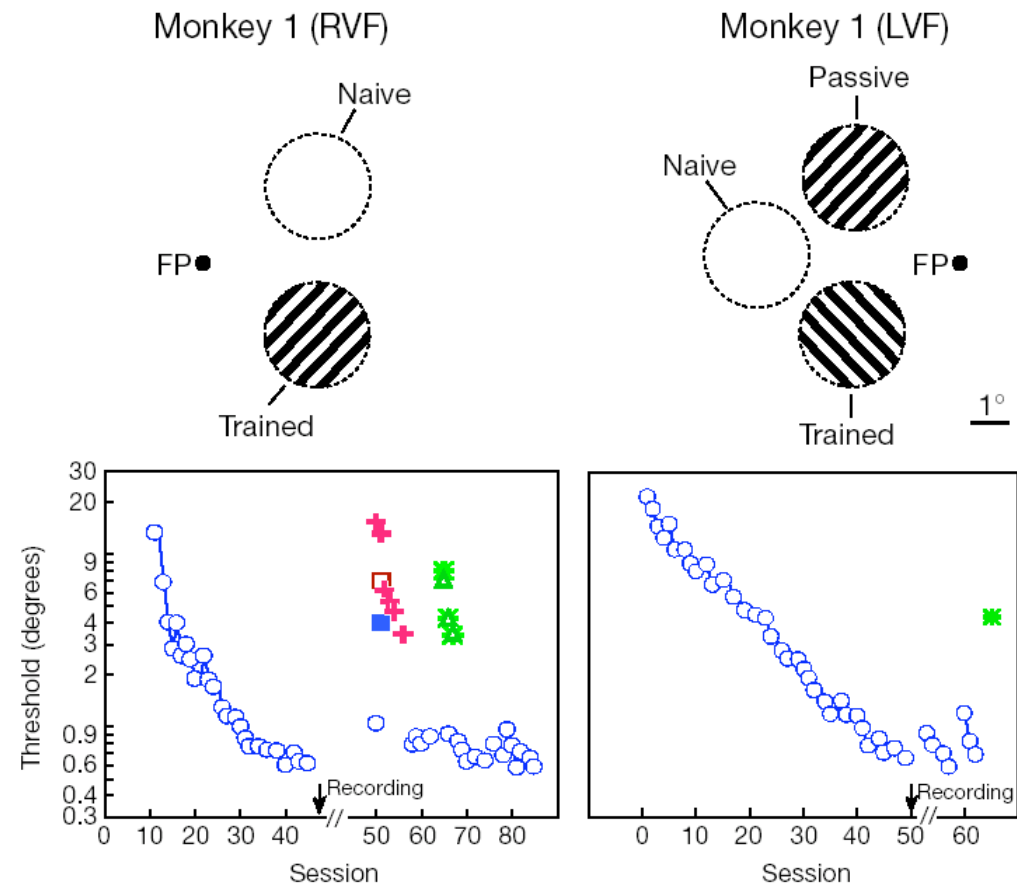 Monkey 1 (RVF)
Naive
FP
Trained
Monkey 1 (LVF)
Passive
Naive
FP
Trained
1°
Threshold (degrees)
30
20
9
6
4
3
2
0.9
0.6
0.4
0.3
Recording
0 10 20 30 40 50 60 70 80
Session
Recording
0 10 20 30 40 50 60
Session